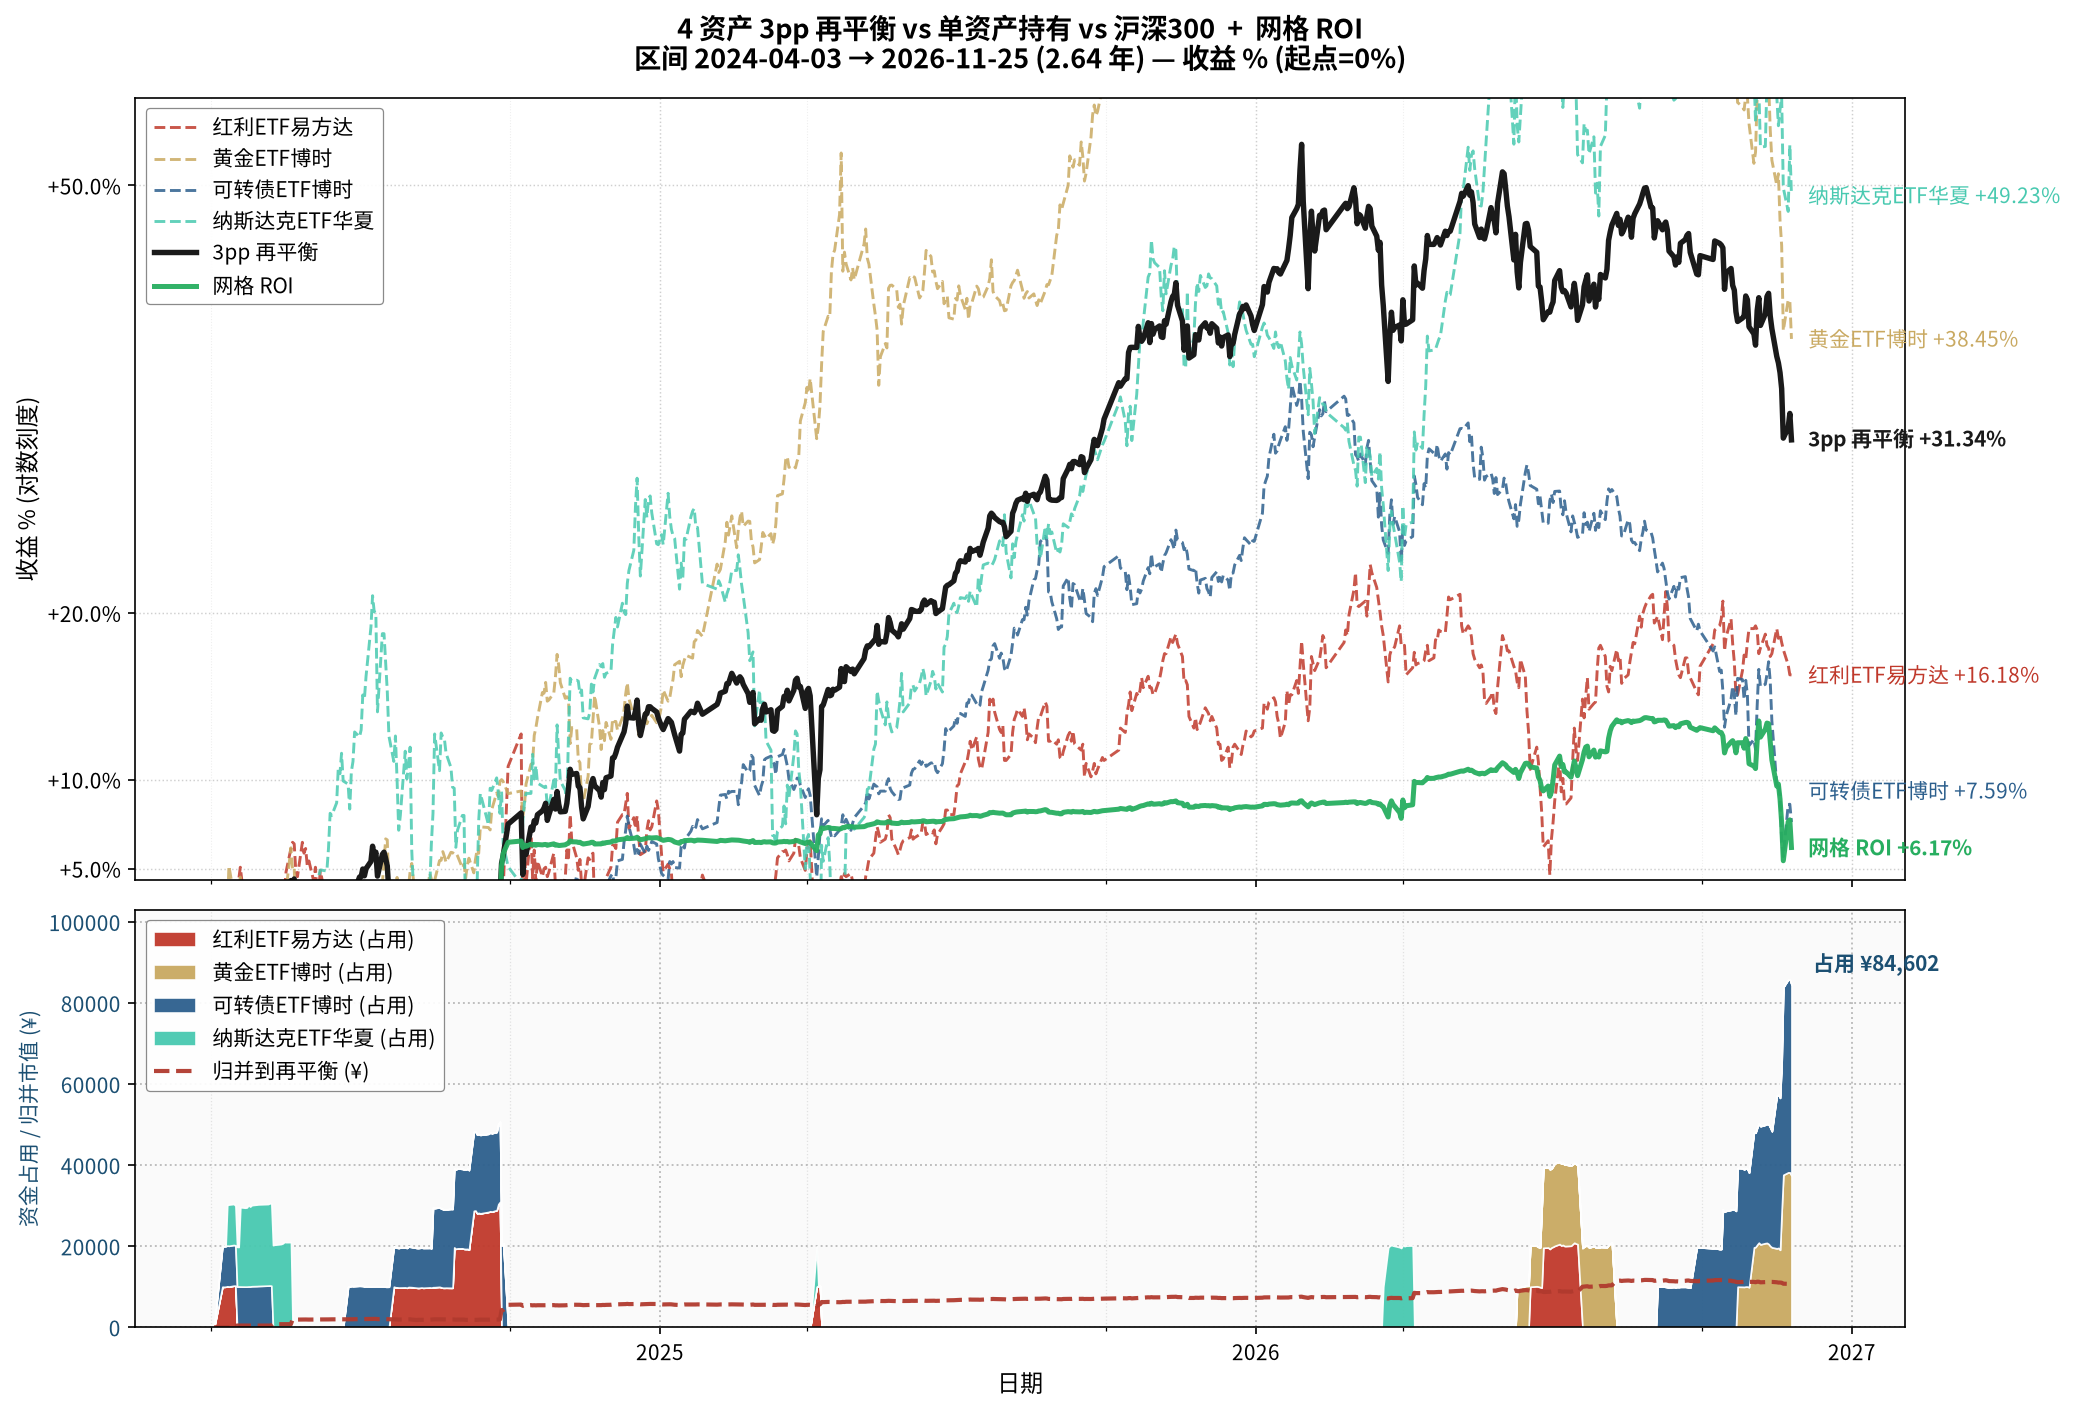 4 资产 3pp 再平衡 vs 单资产持有 vs 沪深300 + 网格 ROI
区间 2024-04-03 → 2026-11-25 (2.64 年) — 收益 % (起点=0%)
红利ETF易方达
黄金ETF博时
可转债ETF博时
纳斯达克ETF华夏
3pp 再平衡
网格 ROI
收益 % (对数刻度)
+50.0%
+20.0%
+10.0%
+5.0%
纳斯达克ETF华夏 +49.23%
黄金ETF博时 +38.45%
3pp 再平衡 +31.34%
红利ETF易方达 +16.18%
可转债ETF博时 +7.59%
网格 ROI +6.17%
红利ETF易方达 (占用)
黄金ETF博时 (占用)
可转债ETF博时 (占用)
纳斯达克ETF华夏 (占用)
归并到再平衡 (¥)
资金占用 / 归并市值 (¥)
100000
80000
60000
40000
20000
0
占用 ¥84,602
2025
2026
2027
日期